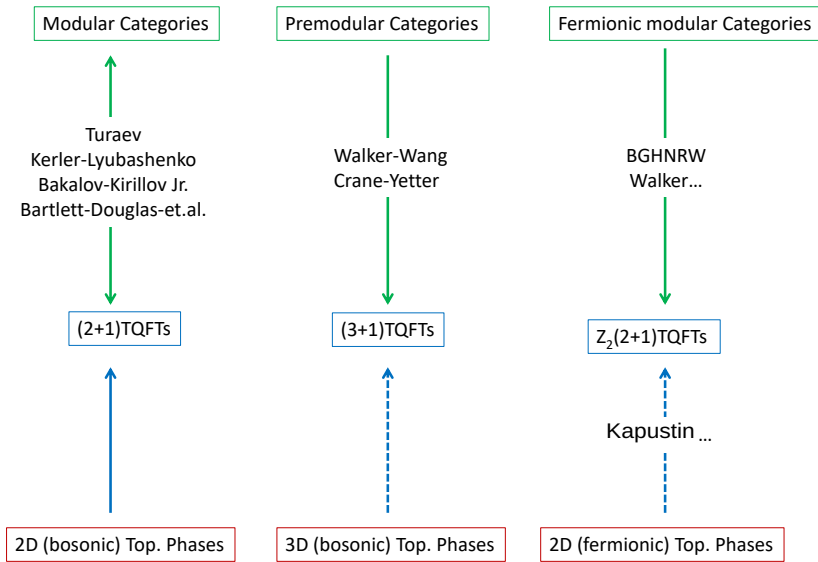 Modular Categories
Premodular Categories
Fermionic modular Categories
Turaev
Kerler-Lyubashenko
Bakalov-Kirillov Jr.
Bartlett-Douglas-et.al.
Walker-Wang
Crane-Yetter
BGHNRW
Walker...
(2+1)TQFTs
(3+1)TQFTs
Z₂(2+1)TQFTs
Kapustin ...
2D (bosonic) Top. Phases
3D (bosonic) Top. Phases
2D (fermionic) Top. Phases